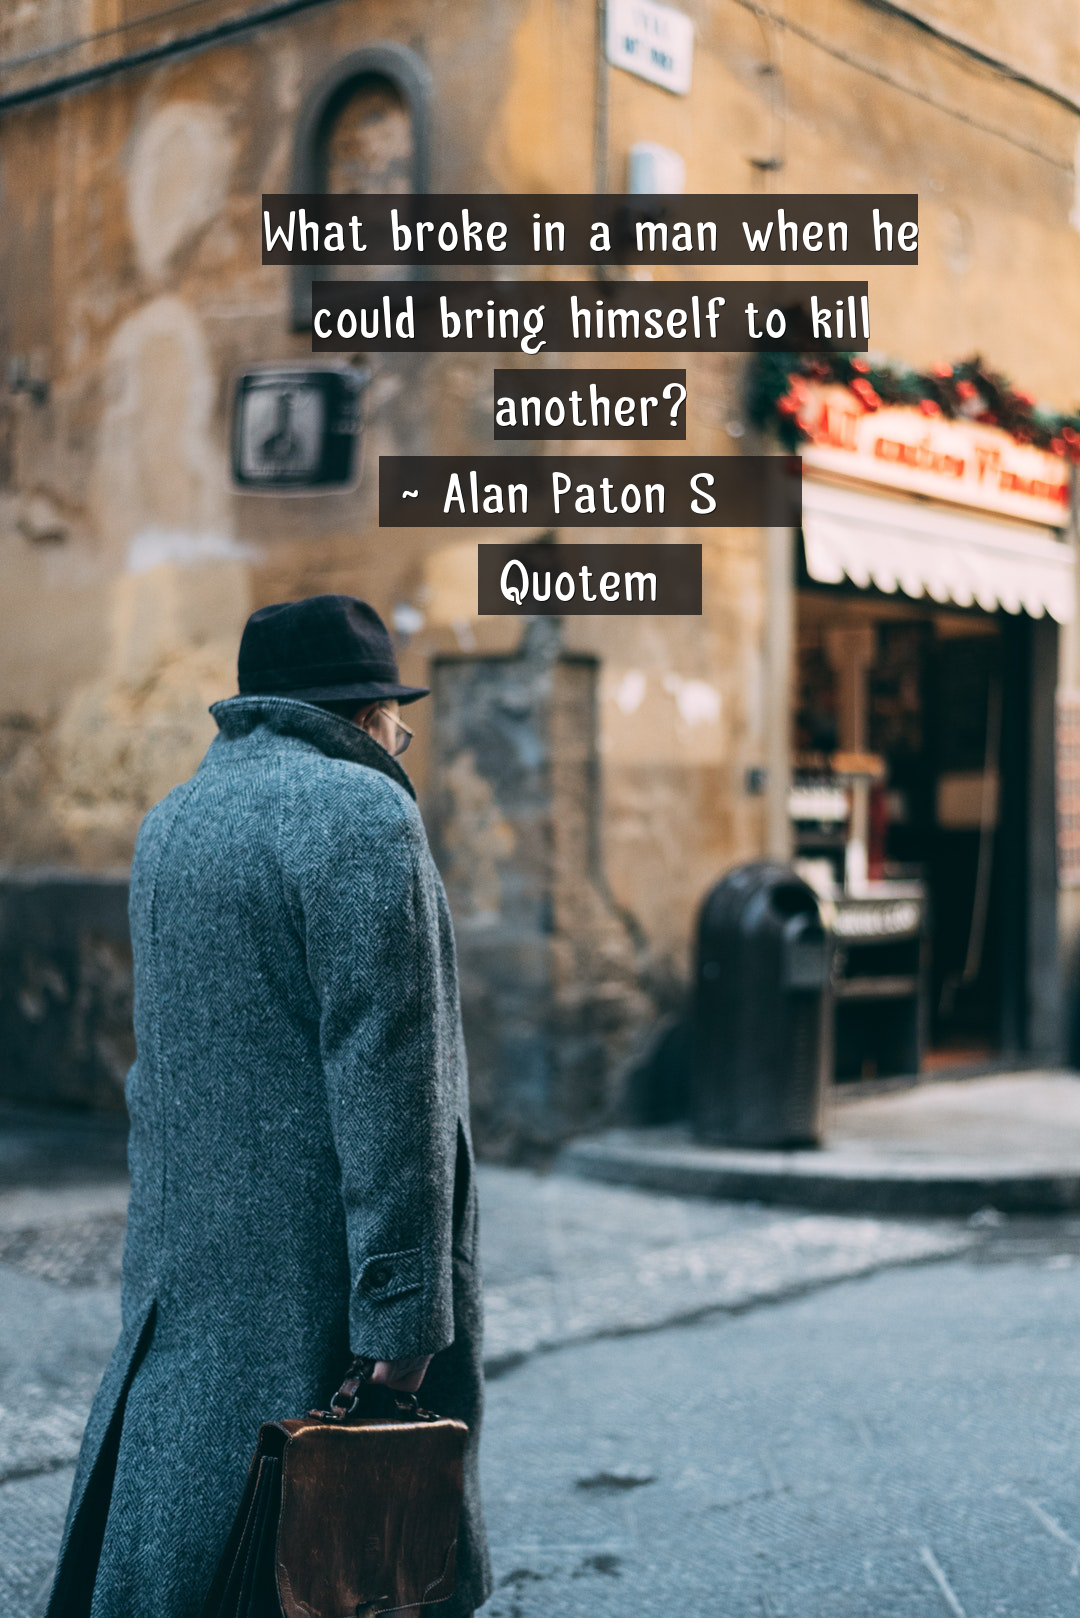 What broke in a man when he
could bring himself to kill
another?
~ Alan Paton S
Quotem